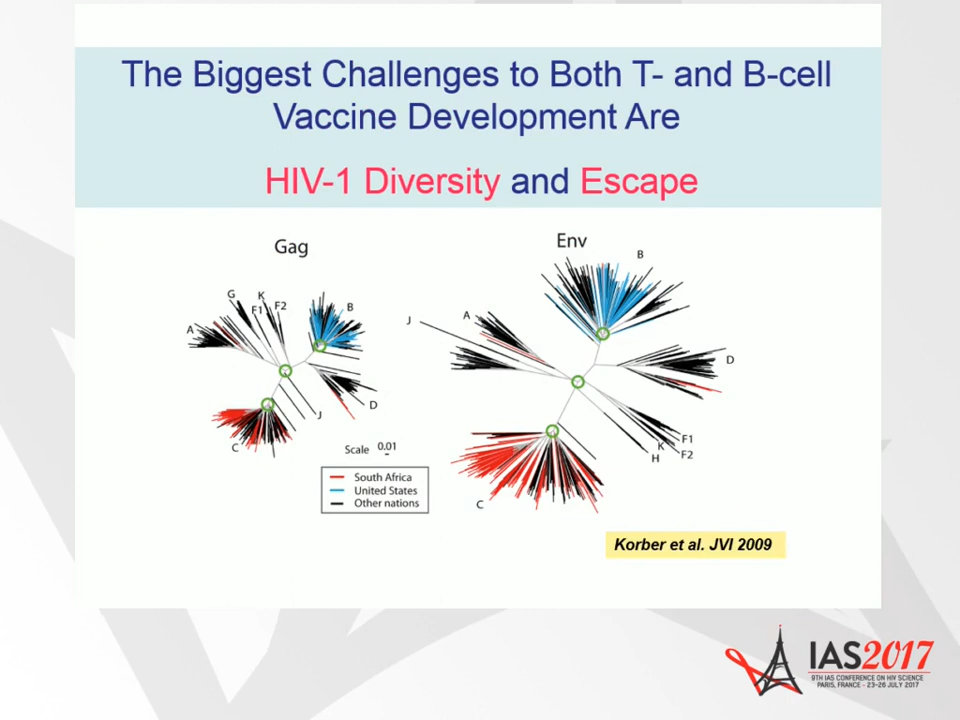 The Biggest Challenges to Both T- and B-cell
Vaccine Development Are
HIV-1 Diversity and Escape
Gag
G
K
F1
F2
B
A
C
J
D
Scale 0.01
South Africa
United States
Other nations
Env
B
J
A
D
F1
K
F2
H
C
Korber et al. JVI 2009
IAS2017
9TH IAS CONFERENCE ON HIV SCIENCE
PARIS, FRANCE - 23-26 JULY 2017